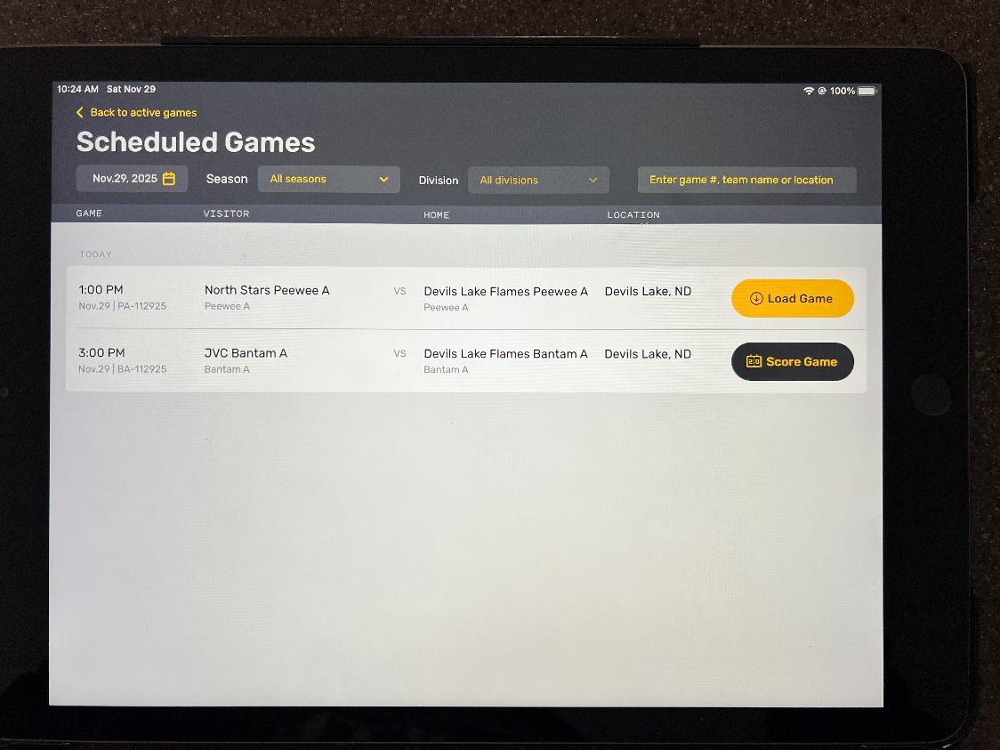 10:24 AM Sat Nov 29 100%
Back to active games
Scheduled Games
Nov.29, 2025 Season All seasons Division All divisions Enter game #, team name or location
GAME VISITOR HOME LOCATION
TODAY
1:00 PM North Stars Peewee A VS Devils Lake Flames Peewee A Devils Lake, ND Load Game
Nov.29 | PA-112925 Peewee A Peewee A
3:00 PM JVC Bantam A VS Devils Lake Flames Bantam A Devils Lake, ND 2:0 Score Game
Nov.29 | BA-112925 Bantam A Bantam A